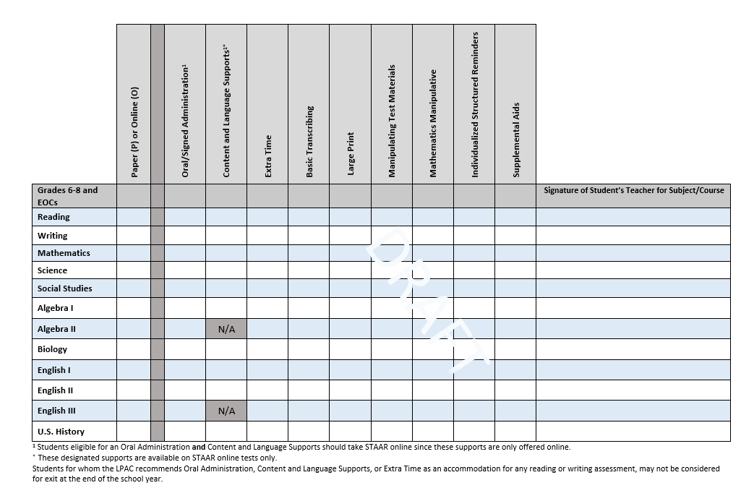 Paper (P) or Online (O)
Oral/Signed Administration¹
Content and Language Supports¹*
Extra Time
Basic Transcribing
Large Print
Manipulating Test Materials
Mathematics Manipulative
Individualized Structured Reminders
Supplemental Aids
Grades 6-8 and
EOCs
Signature of Student's Teacher for Subject/Course
Reading
Writing
Mathematics
Science
Social Studies
Algebra I
Algebra II N/A
Biology
English I
English II
English III N/A
U.S. History
DRAFT
¹ Students eligible for an Oral Administration and Content and Language Supports should take STAAR online since these supports are only offered online.
* These designated supports are available on STAAR online tests only.
Students for whom the LPAC recommends Oral Administration, Content and Language Supports, or Extra Time as an accommodation for any reading or writing assessment, may not be considered
for exit at the end of the school year.